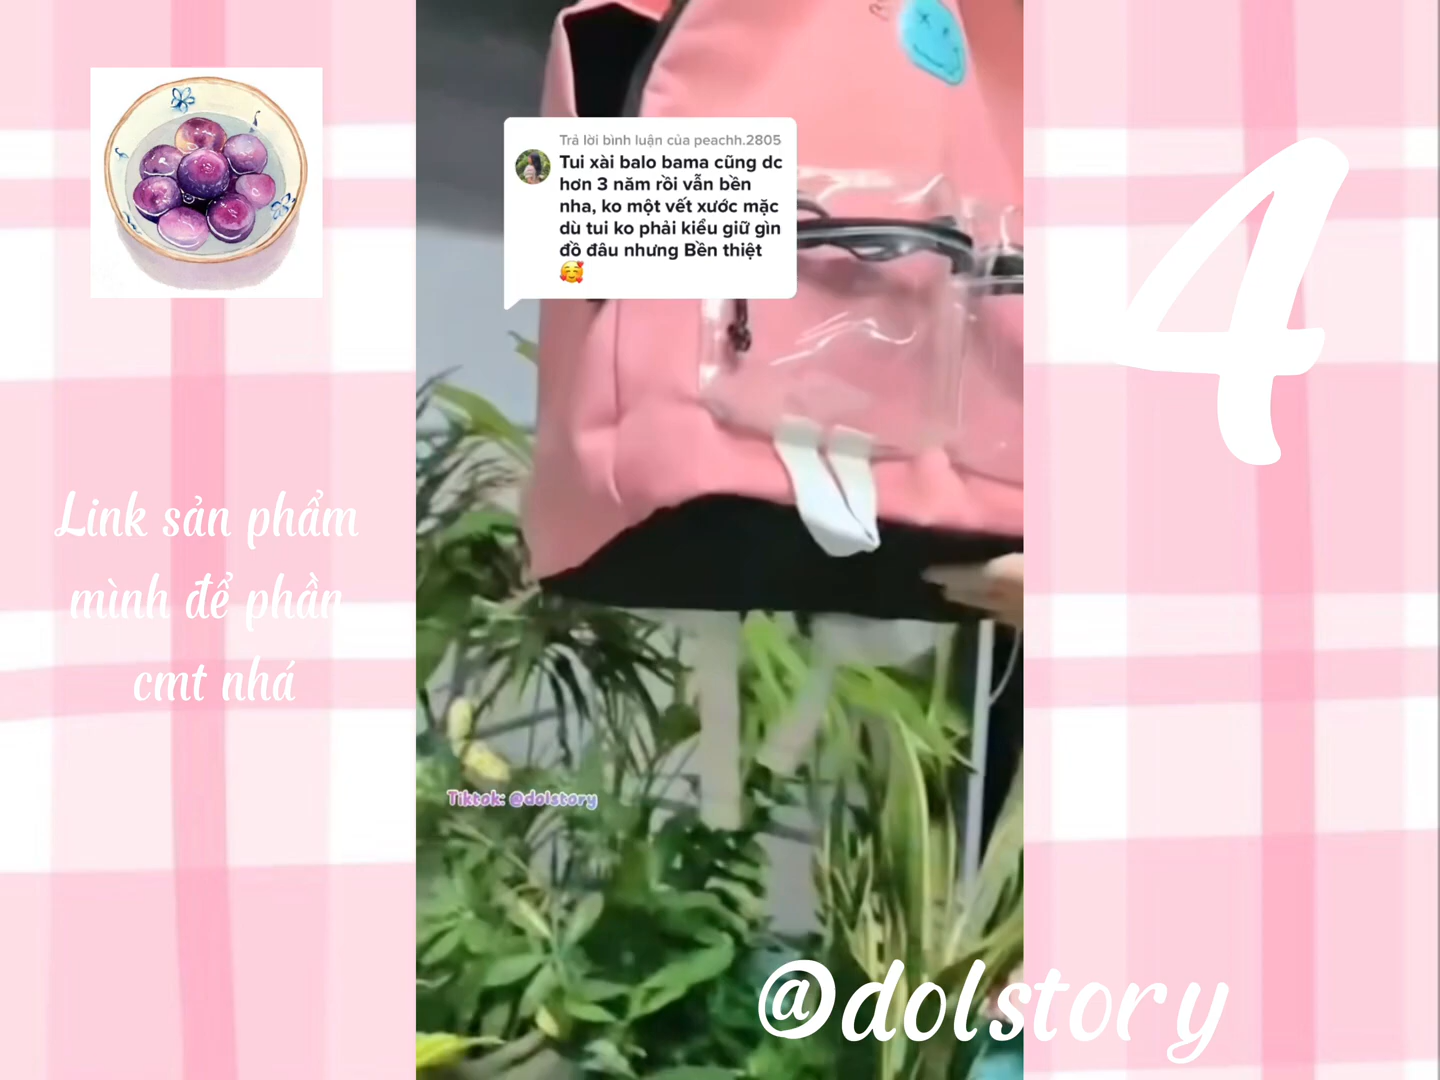 Trả lời bình luận của peachh.2805
Tui xài balo bama cũng dc
hơn 3 năm rồi vẫn bền
nha, ko một vết xước mặc
dù tui ko phải kiểu giữ gìn
đồ đâu nhưng Bền thiệt
🥰
4
Link sản phẩm
mình để phần
cmt nhá
Tiktok: @dolstory
@dolstory